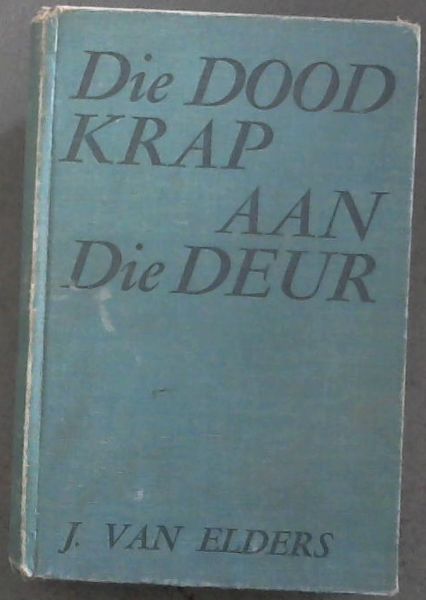 Die DOOD
KRAP
AAN
Die DEUR
J. VAN ELDERS